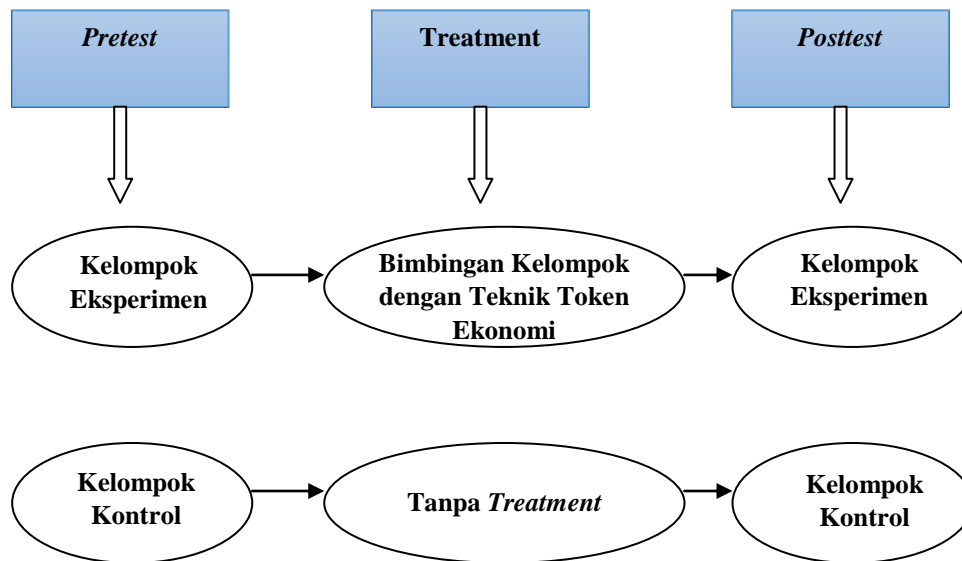 Pretest
Treatment
Posttest
Kelompok
Eksperimen
Bimbingan Kelompok
dengan Teknik Token
Ekonomi
Kelompok
Eksperimen
Kelompok
Kontrol
Tanpa Treatment
Kelompok
Kontrol